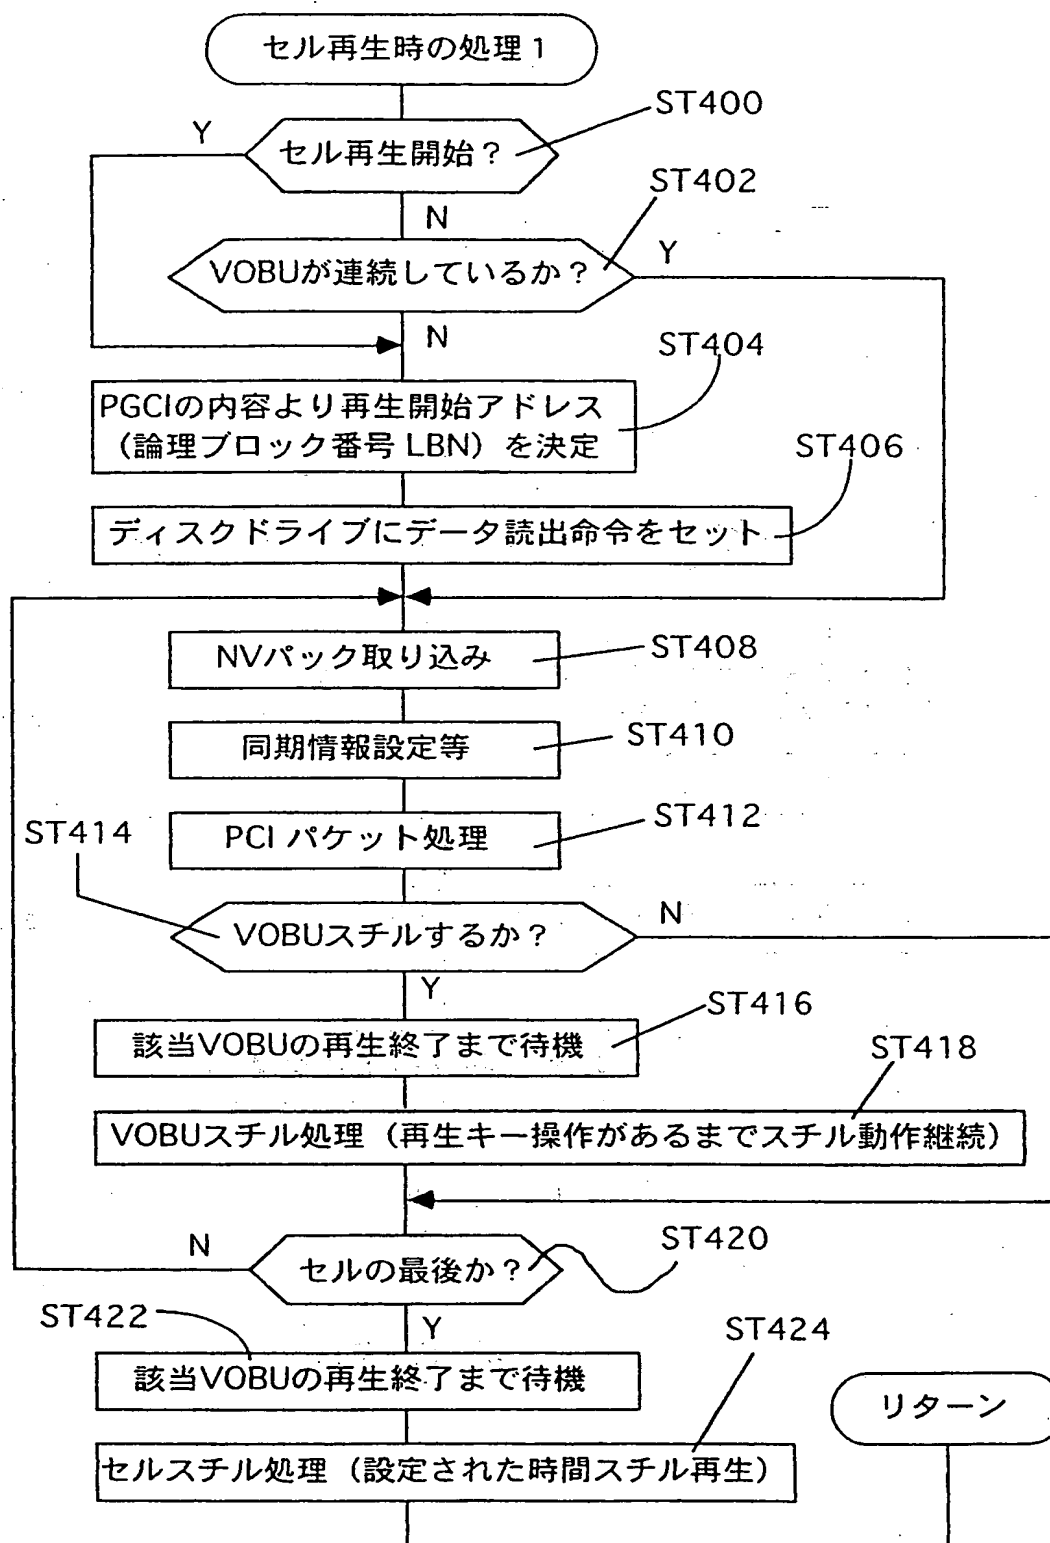 セル再生時の処理1
ST400
Y
セル再生開始?
ST402
N
VOBUが連続しているか?
Y
N
ST404
PGCIの内容より再生開始アドレス
(論理ブロック番号 LBN)を決定
ST406
ディスクドライブにデータ読出命令をセット
NVパック取り込み
ST408
同期情報設定等
ST410
PCI パケット処理
ST412
ST414
VOBUスチルするか?
N
Y
ST416
該当VOBUの再生終了まで待機
ST418
VOBUスチル処理(再生キー操作があるまでスチル動作継続)
N
セルの最後か?
ST420
ST422
Y
ST424
該当VOBUの再生終了まで待機
リターン
セルスチル処理(設定された時間スチル再生)